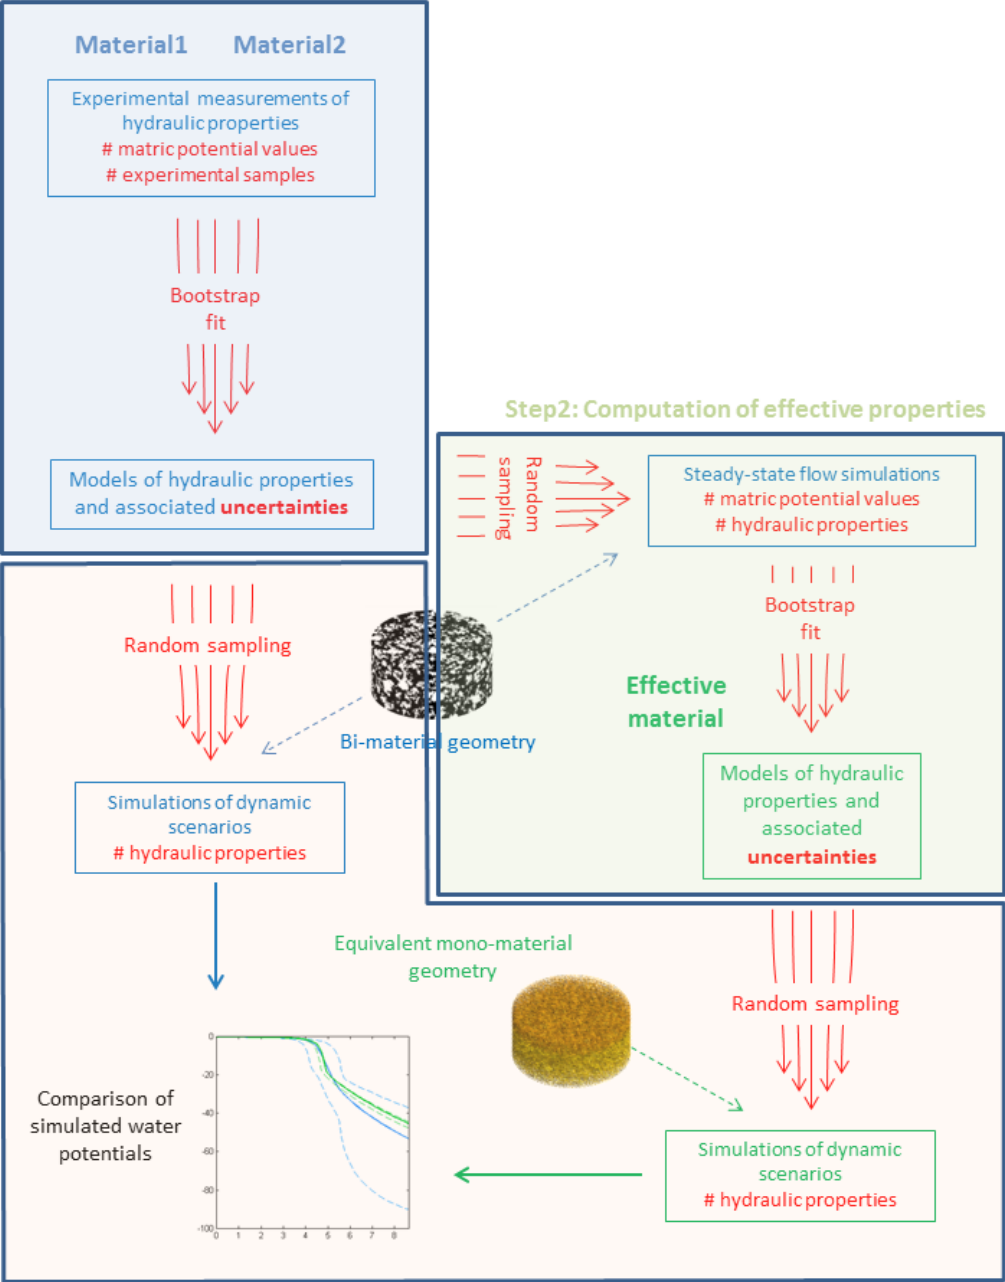 Material1 Material2
Experimental measurements of
hydraulic properties
# matric potential values
# experimental samples
Bootstrap
fit
Models of hydraulic properties
and associated uncertainties
Step2: Computation of effective properties
Random
sampling
Steady-state flow simulations
# matric potential values
# hydraulic properties
Bootstrap
fit
Effective
material
Models of hydraulic
properties and
associated
uncertainties
Random sampling
Bi-material geometry
Simulations of dynamic
scenarios
# hydraulic properties
Equivalent mono-material
geometry
Random sampling
Simulations of dynamic
scenarios
# hydraulic properties
Comparison of
simulated water
potentials
0
-20
-40
-60
-80
-100
0 1 2 3 4 5 6 7 8